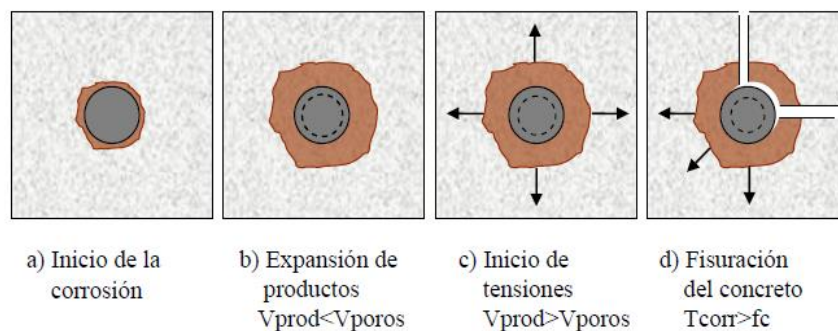 a) Inicio de la
corrosión
b) Expansión de
productos
Vprod<Vporos
c) Inicio de
tensiones
Vprod>Vporos
d) Fisuración
del concreto
Tcorr>fc